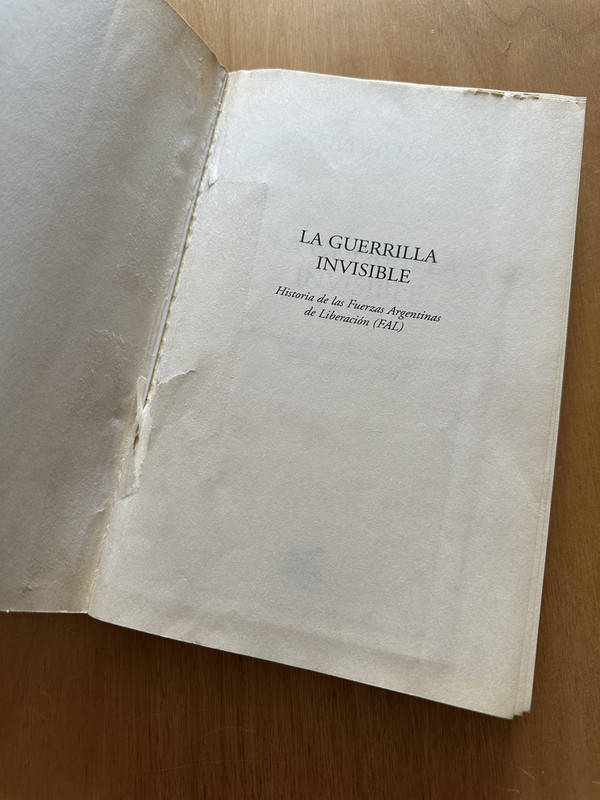 LA GUERRILLA
INVISIBLE
Historia de las Fuerzas Argentinas
de Liberación (FAL)